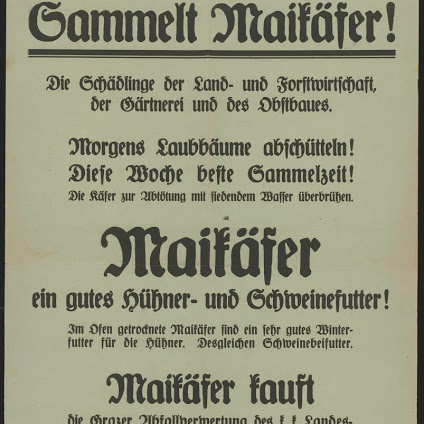 Sammelt Maikäfer!
Die Schädlinge der Land- und Forstwirtschaft,
der Gärtnerei und des Obstbaues.
Morgens Laubbäume abschütteln!
Diese Woche beste Sammelzeit!
Die Käfer zur Abtötung mit siedendem Wasser überbrühen.
Maikäfer
ein gutes Hühner- und Schweinefutter!
Im Ofen getrocknete Maikäfer sind ein sehr gutes Winter-
futter für die Hühner. Desgleichen Schweinebeifutter.
Maikäfer kauft
die Grazer Abfallverwertung des k. k. Landes-